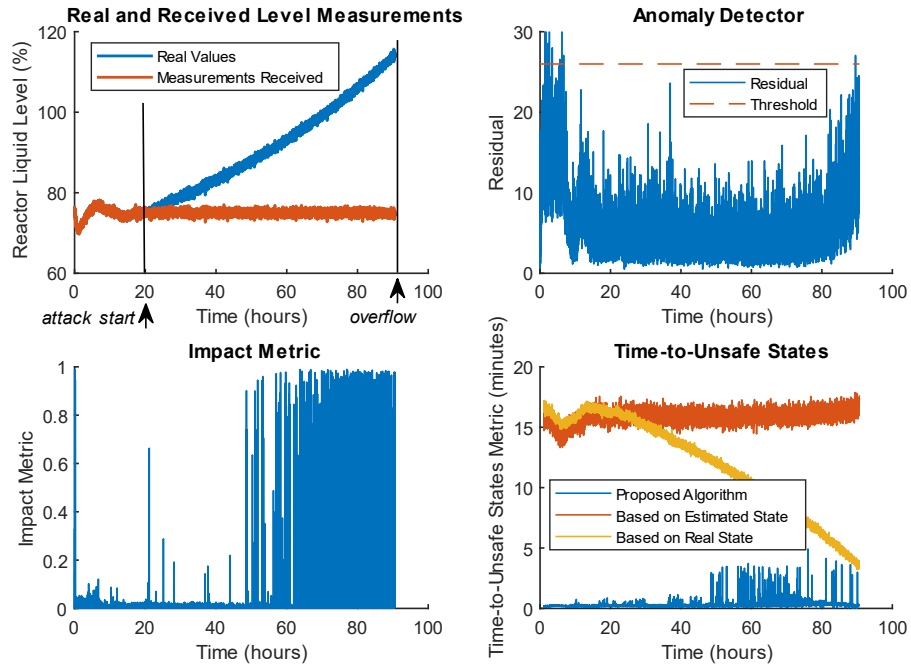 Real and Received Level Measurements
120
100
80
60
Reactor Liquid Level (%)
Real Values
Measurements Received
0
20
40
60
80
100
attack start
Time (hours)
overflow
Anomaly Detector
30
20
10
0
Residual
Residual
Threshold
0
20
40
60
80
100
Time (hours)
Impact Metric
1
0.8
0.6
0.4
0.2
0
Impact Metric
0
20
40
60
80
100
Time (hours)
Time-to-Unsafe States
20
15
10
5
0
Time-to-Unsafe States Metric (minutes)
Proposed Algorithm
Based on Estimated State
Based on Real State
0
20
40
60
80
100
Time (hours)